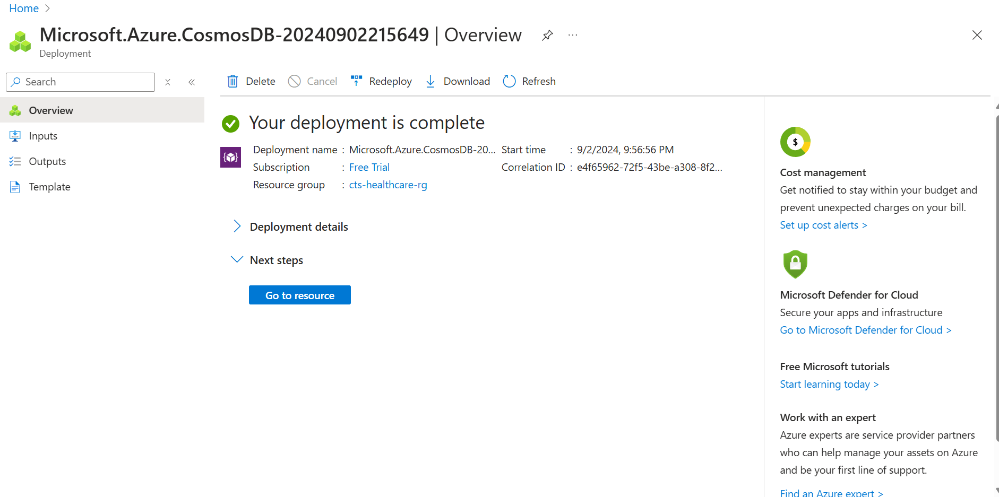 Home
Microsoft.Azure.CosmosDB-20240902215649 | Overview
Deployment
Search
Overview
Inputs
Outputs
Template
Delete Cancel Redeploy Download Refresh
Your deployment is complete
Deployment name : Microsoft.Azure.CosmosDB-20... Start time : 9/2/2024, 9:56:56 PM
Subscription : Free Trial Correlation ID : e4f65962-72f5-43be-a308-8f2...
Resource group : cts-healthcare-rg
Deployment details
Next steps
Go to resource
$
Cost management
Get notified to stay within your budget and
prevent unexpected charges on your bill.
Set up cost alerts >
Microsoft Defender for Cloud
Secure your apps and infrastructure
Go to Microsoft Defender for Cloud >
Free Microsoft tutorials
Start learning today >
Work with an expert
Azure experts are service provider partners
who can help manage your assets on Azure
and be your first line of support.
Find an Azure expert >